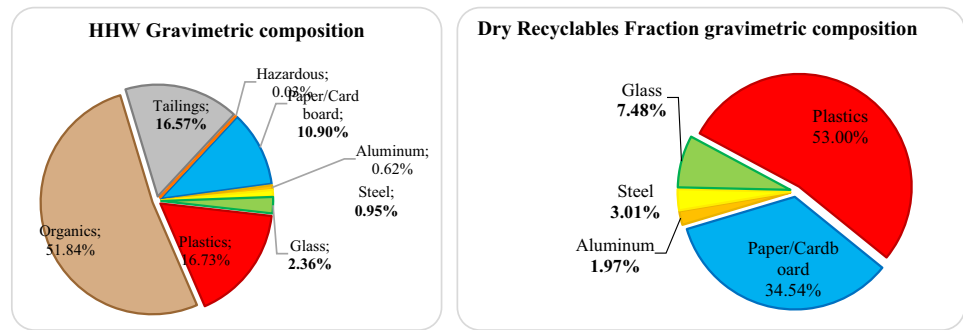 HHW Gravimetric composition
Hazardous;
0.03%
Tailings;
16.57%
Paper/Card
board;
10.90%
Aluminum;
0.62%
Steel;
0.95%
Glass;
2.36%
Plastics;
16.73%
Organics;
51.84%
Dry Recyclables Fraction gravimetric composition
Glass
7.48%
Plastics
53.00%
Steel
3.01%
Aluminum
1.97%
Paper/Cardb
oard
34.54%